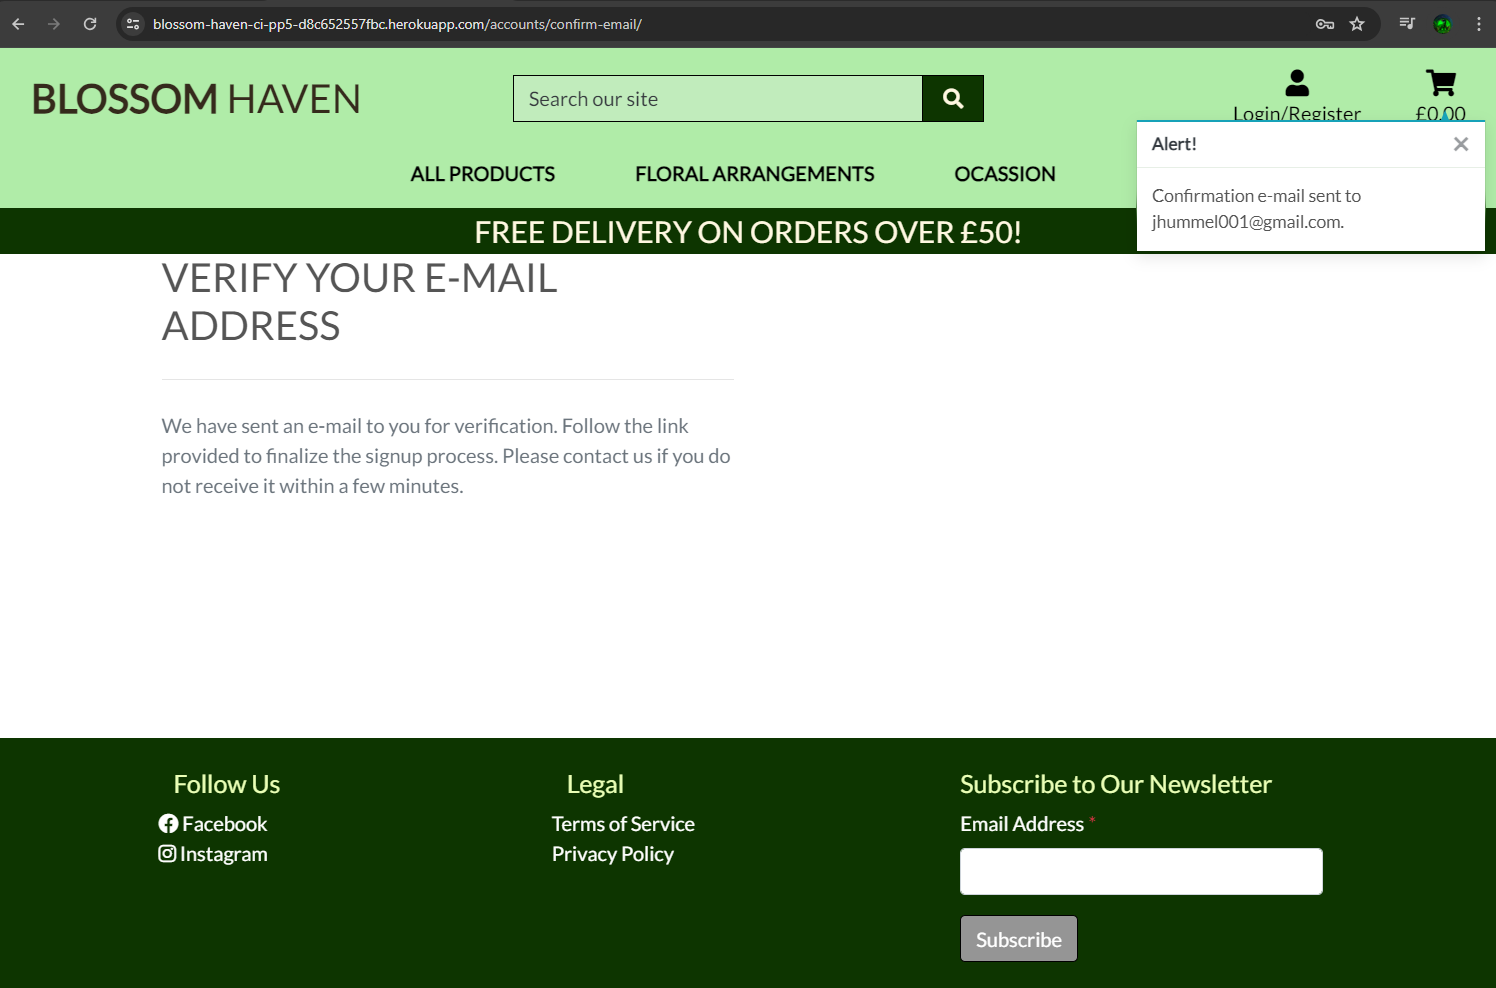 blossom-haven-ci-pp5-d8c652557fbc.herokuapp.com/accounts/confirm-email/
BLOSSOM HAVEN
Search our site
Login/Register
£0.00
Alert!
Confirmation e-mail sent to
jhummel001@gmail.com.
ALL PRODUCTS
FLORAL ARRANGEMENTS
OCASSION
FREE DELIVERY ON ORDERS OVER £50!
VERIFY YOUR E-MAIL
ADDRESS
We have sent an e-mail to you for verification. Follow the link
provided to finalize the signup process. Please contact us if you do
not receive it within a few minutes.
Follow Us
Facebook
Instagram
Legal
Terms of Service
Privacy Policy
Subscribe to Our Newsletter
Email Address *
Subscribe